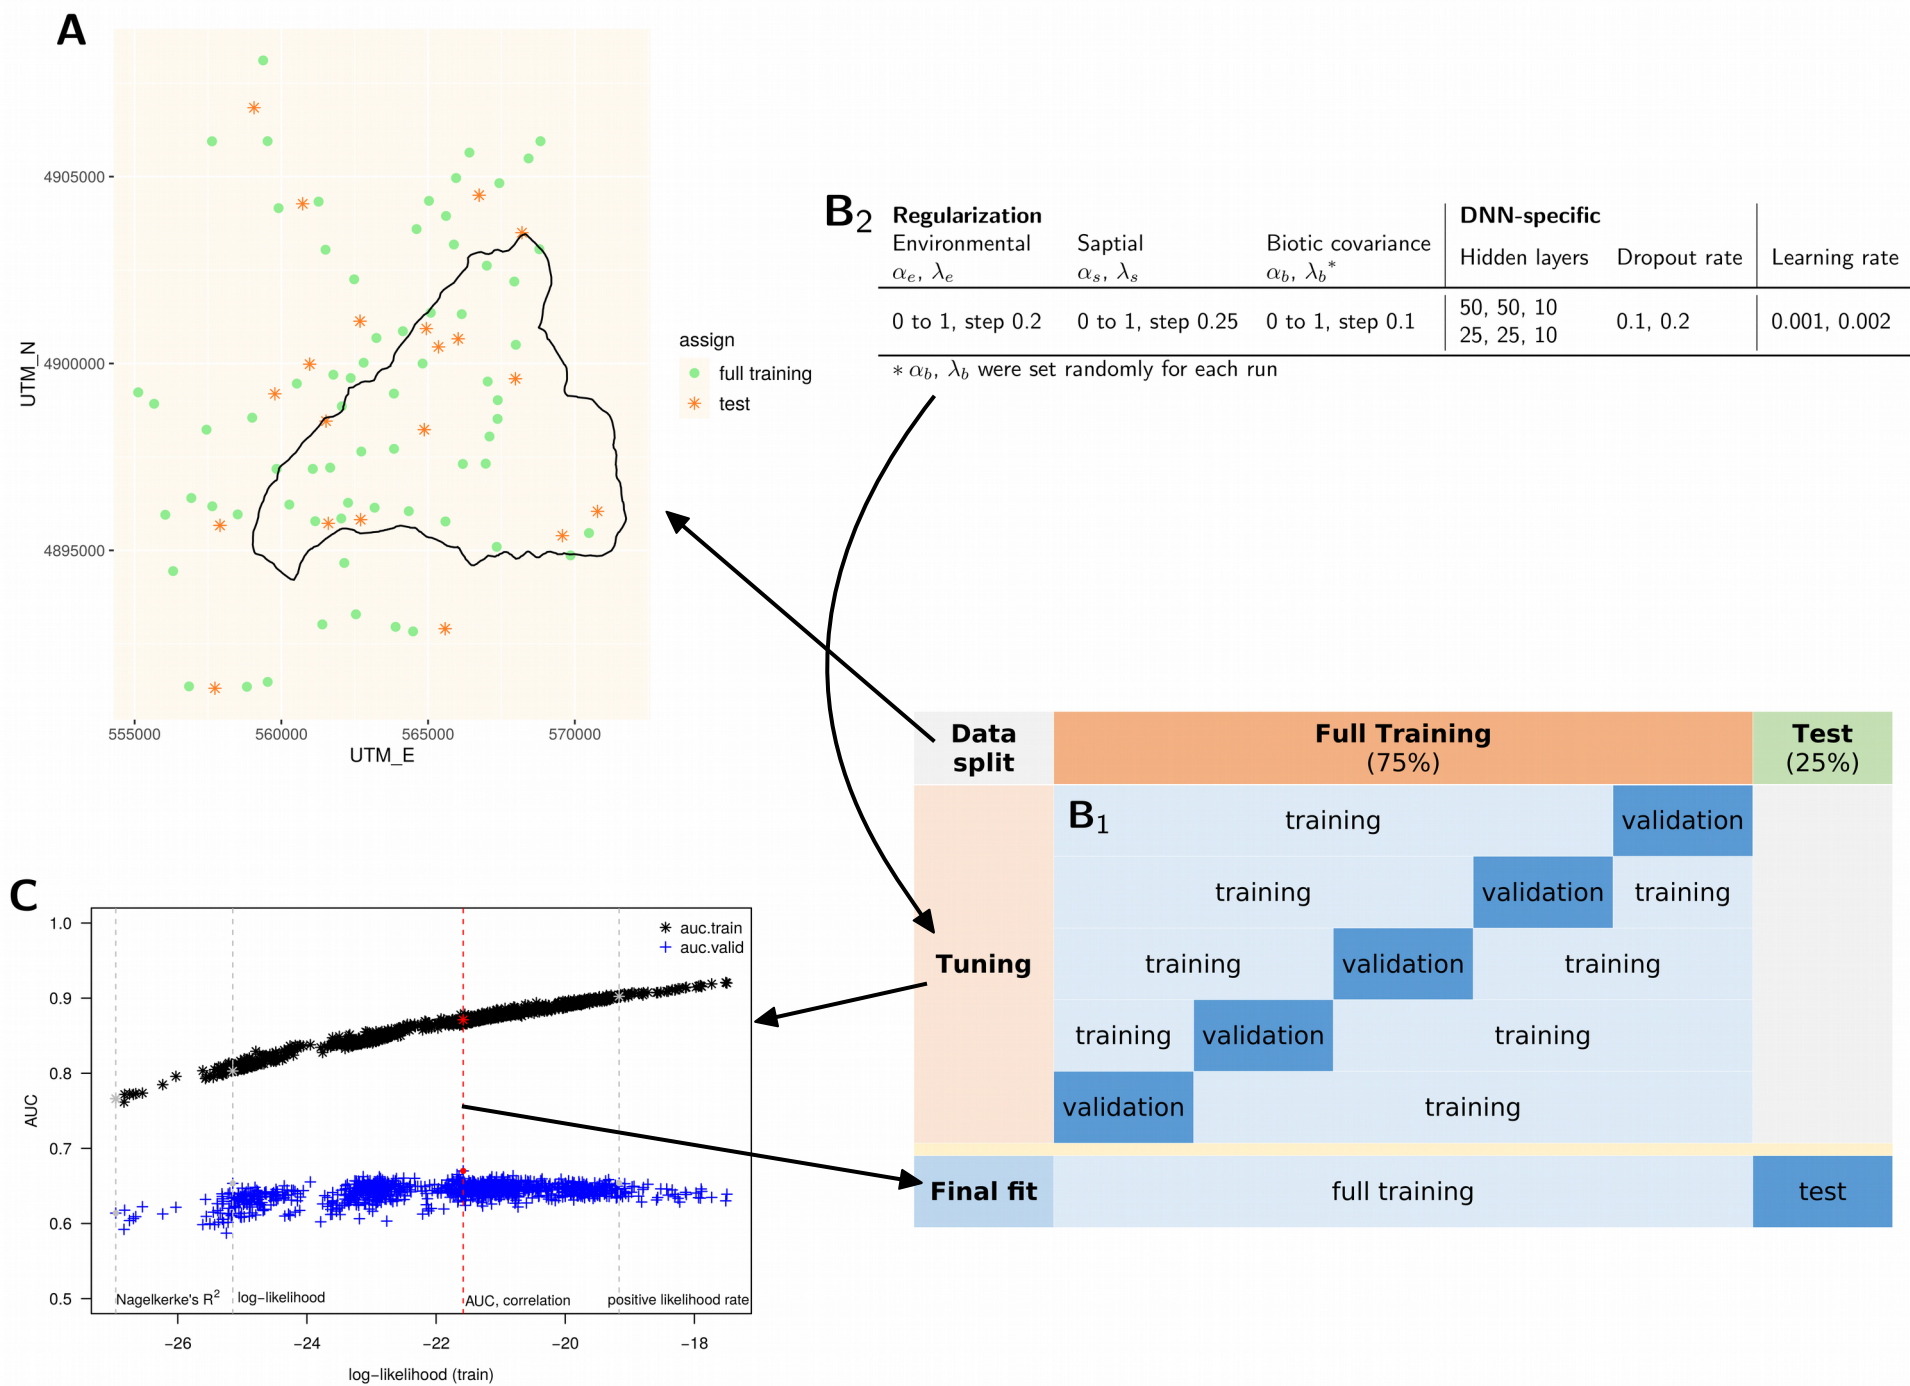 A
4905000
4900000
4895000
UTM_N
555000
560000
565000
570000
UTM_E
assign
full training
test
B2
Regularization
DNN-specific
Environmental
Saptial
Biotic covariance
Hidden layers
Dropout rate
Learning rate
αe, λe
αs, λs
αb, λb*
0 to 1, step 0.2
0 to 1, step 0.25
0 to 1, step 0.1
50, 50, 10
25, 25, 10
0.1, 0.2
0.001, 0.002
* αb, λb were set randomly for each run
Data
split
Full Training
(75%)
Test
(25%)
B1
training
validation
training
validation
training
Tuning
training
validation
training
training
validation
training
validation
training
Final fit
full training
test
C
1.0
0.9
0.8
0.7
0.6
0.5
AUC
auc.train
auc.valid
Nagelkerke's R2
log-likelihood
AUC, correlation
positive likelihood rate
−26
−24
−22
−20
−18
log−likelihood (train)